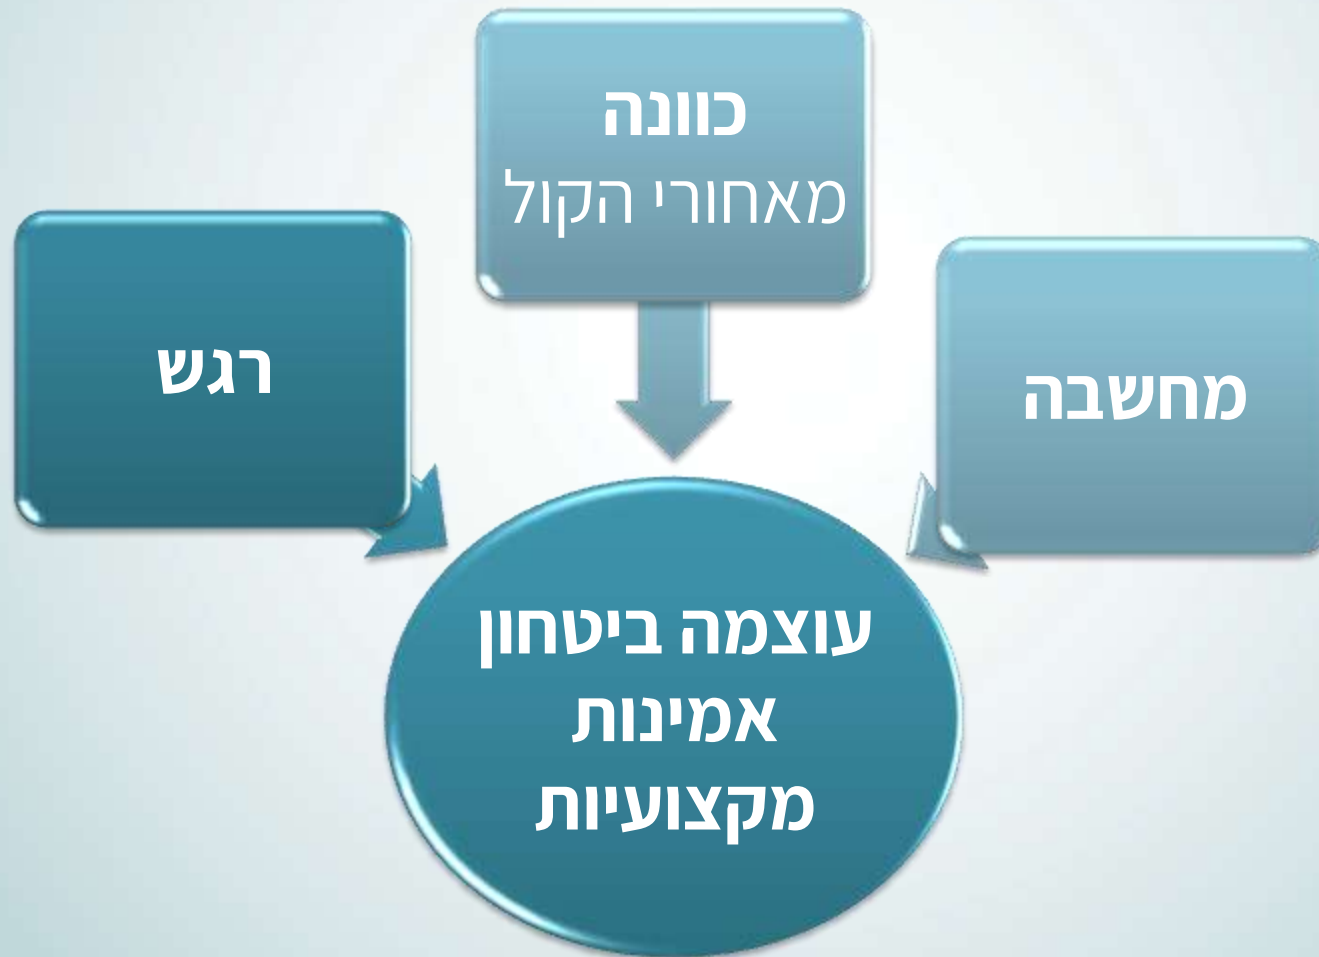 כוונה
מאחורי הקול
רגש
מחשבה
עוצמה ביטחון
אמינות
מקצועיות